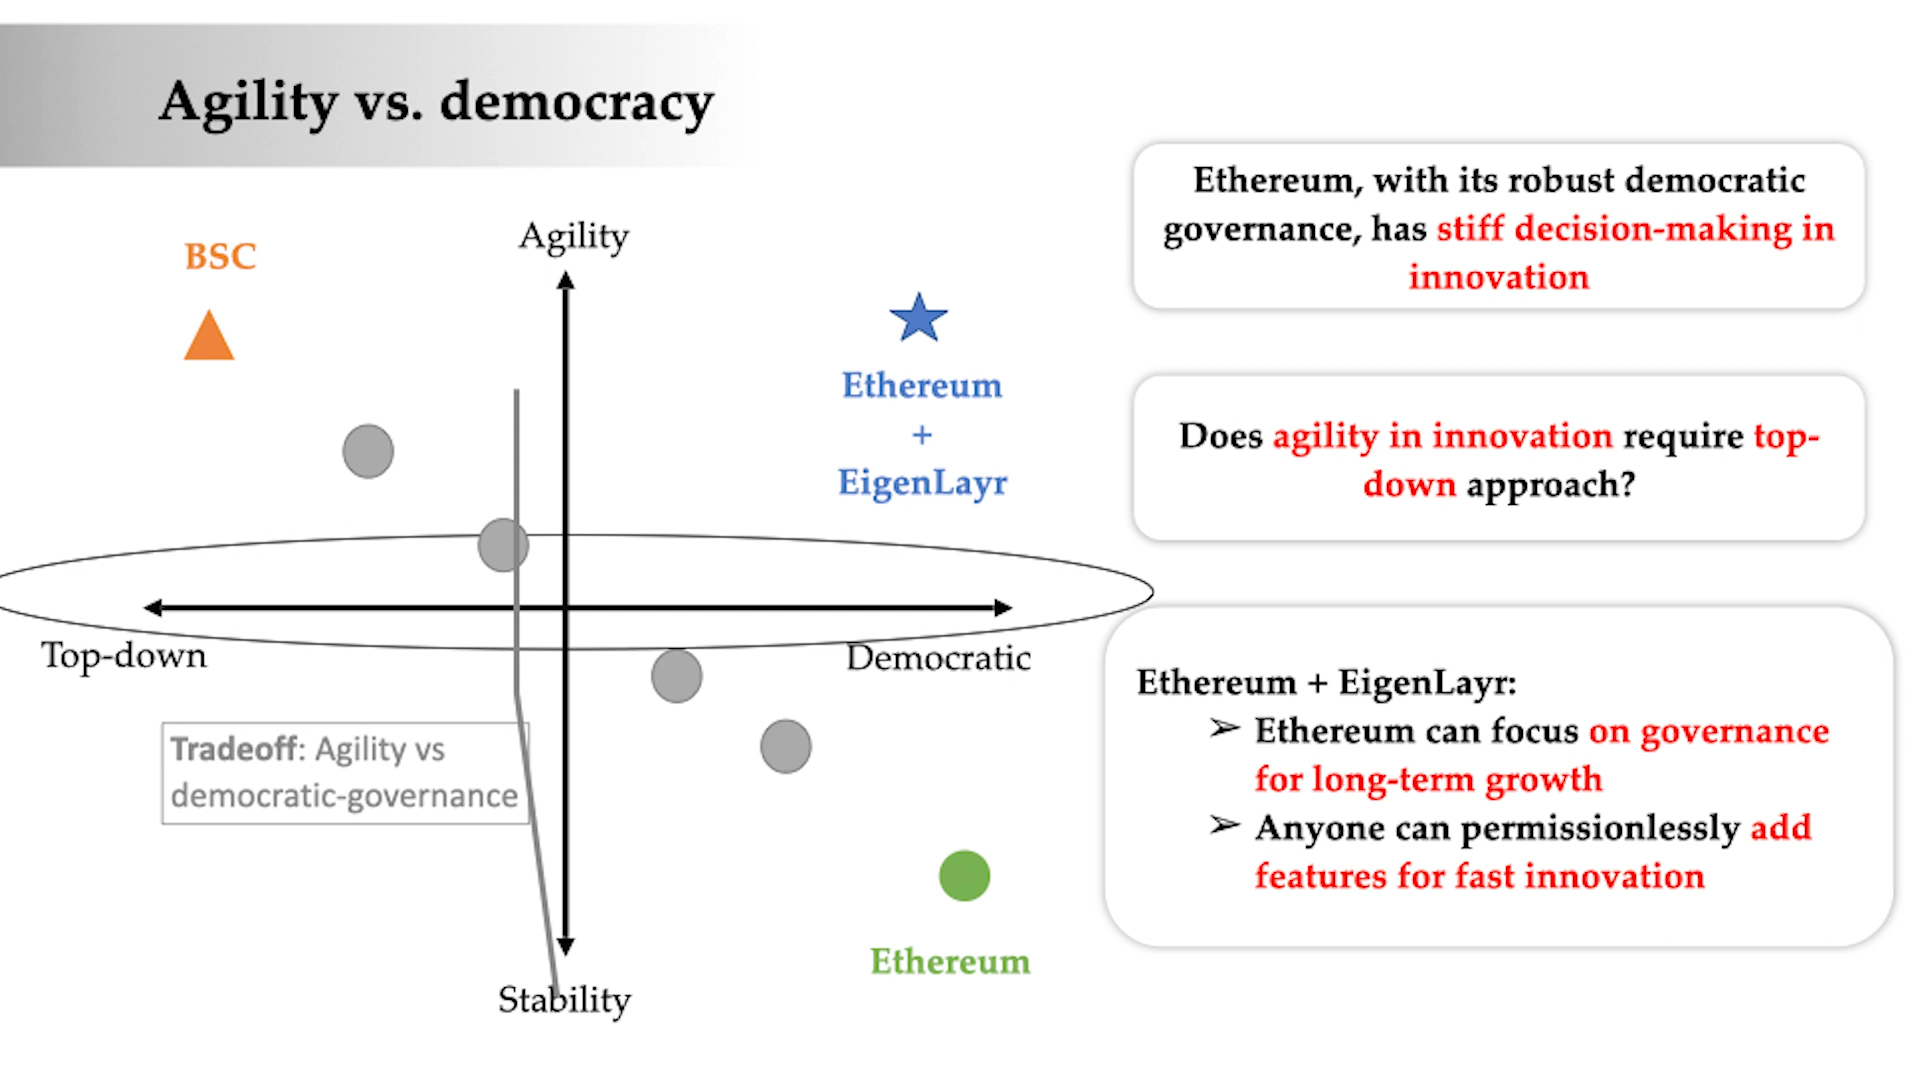 Agility vs. democracy
BSC
Agility
Ethereum
+
EigenLayr
Top-down
Democratic
Tradeoff: Agility vs
democratic-governance
Ethereum
Stability
Ethereum, with its robust democratic
governance, has stiff decision-making in
innovation
Does agility in innovation require top-
down approach?
Ethereum + EigenLayr:
➢ Ethereum can focus on governance
for long-term growth
➢ Anyone can permissionlessly add
features for fast innovation